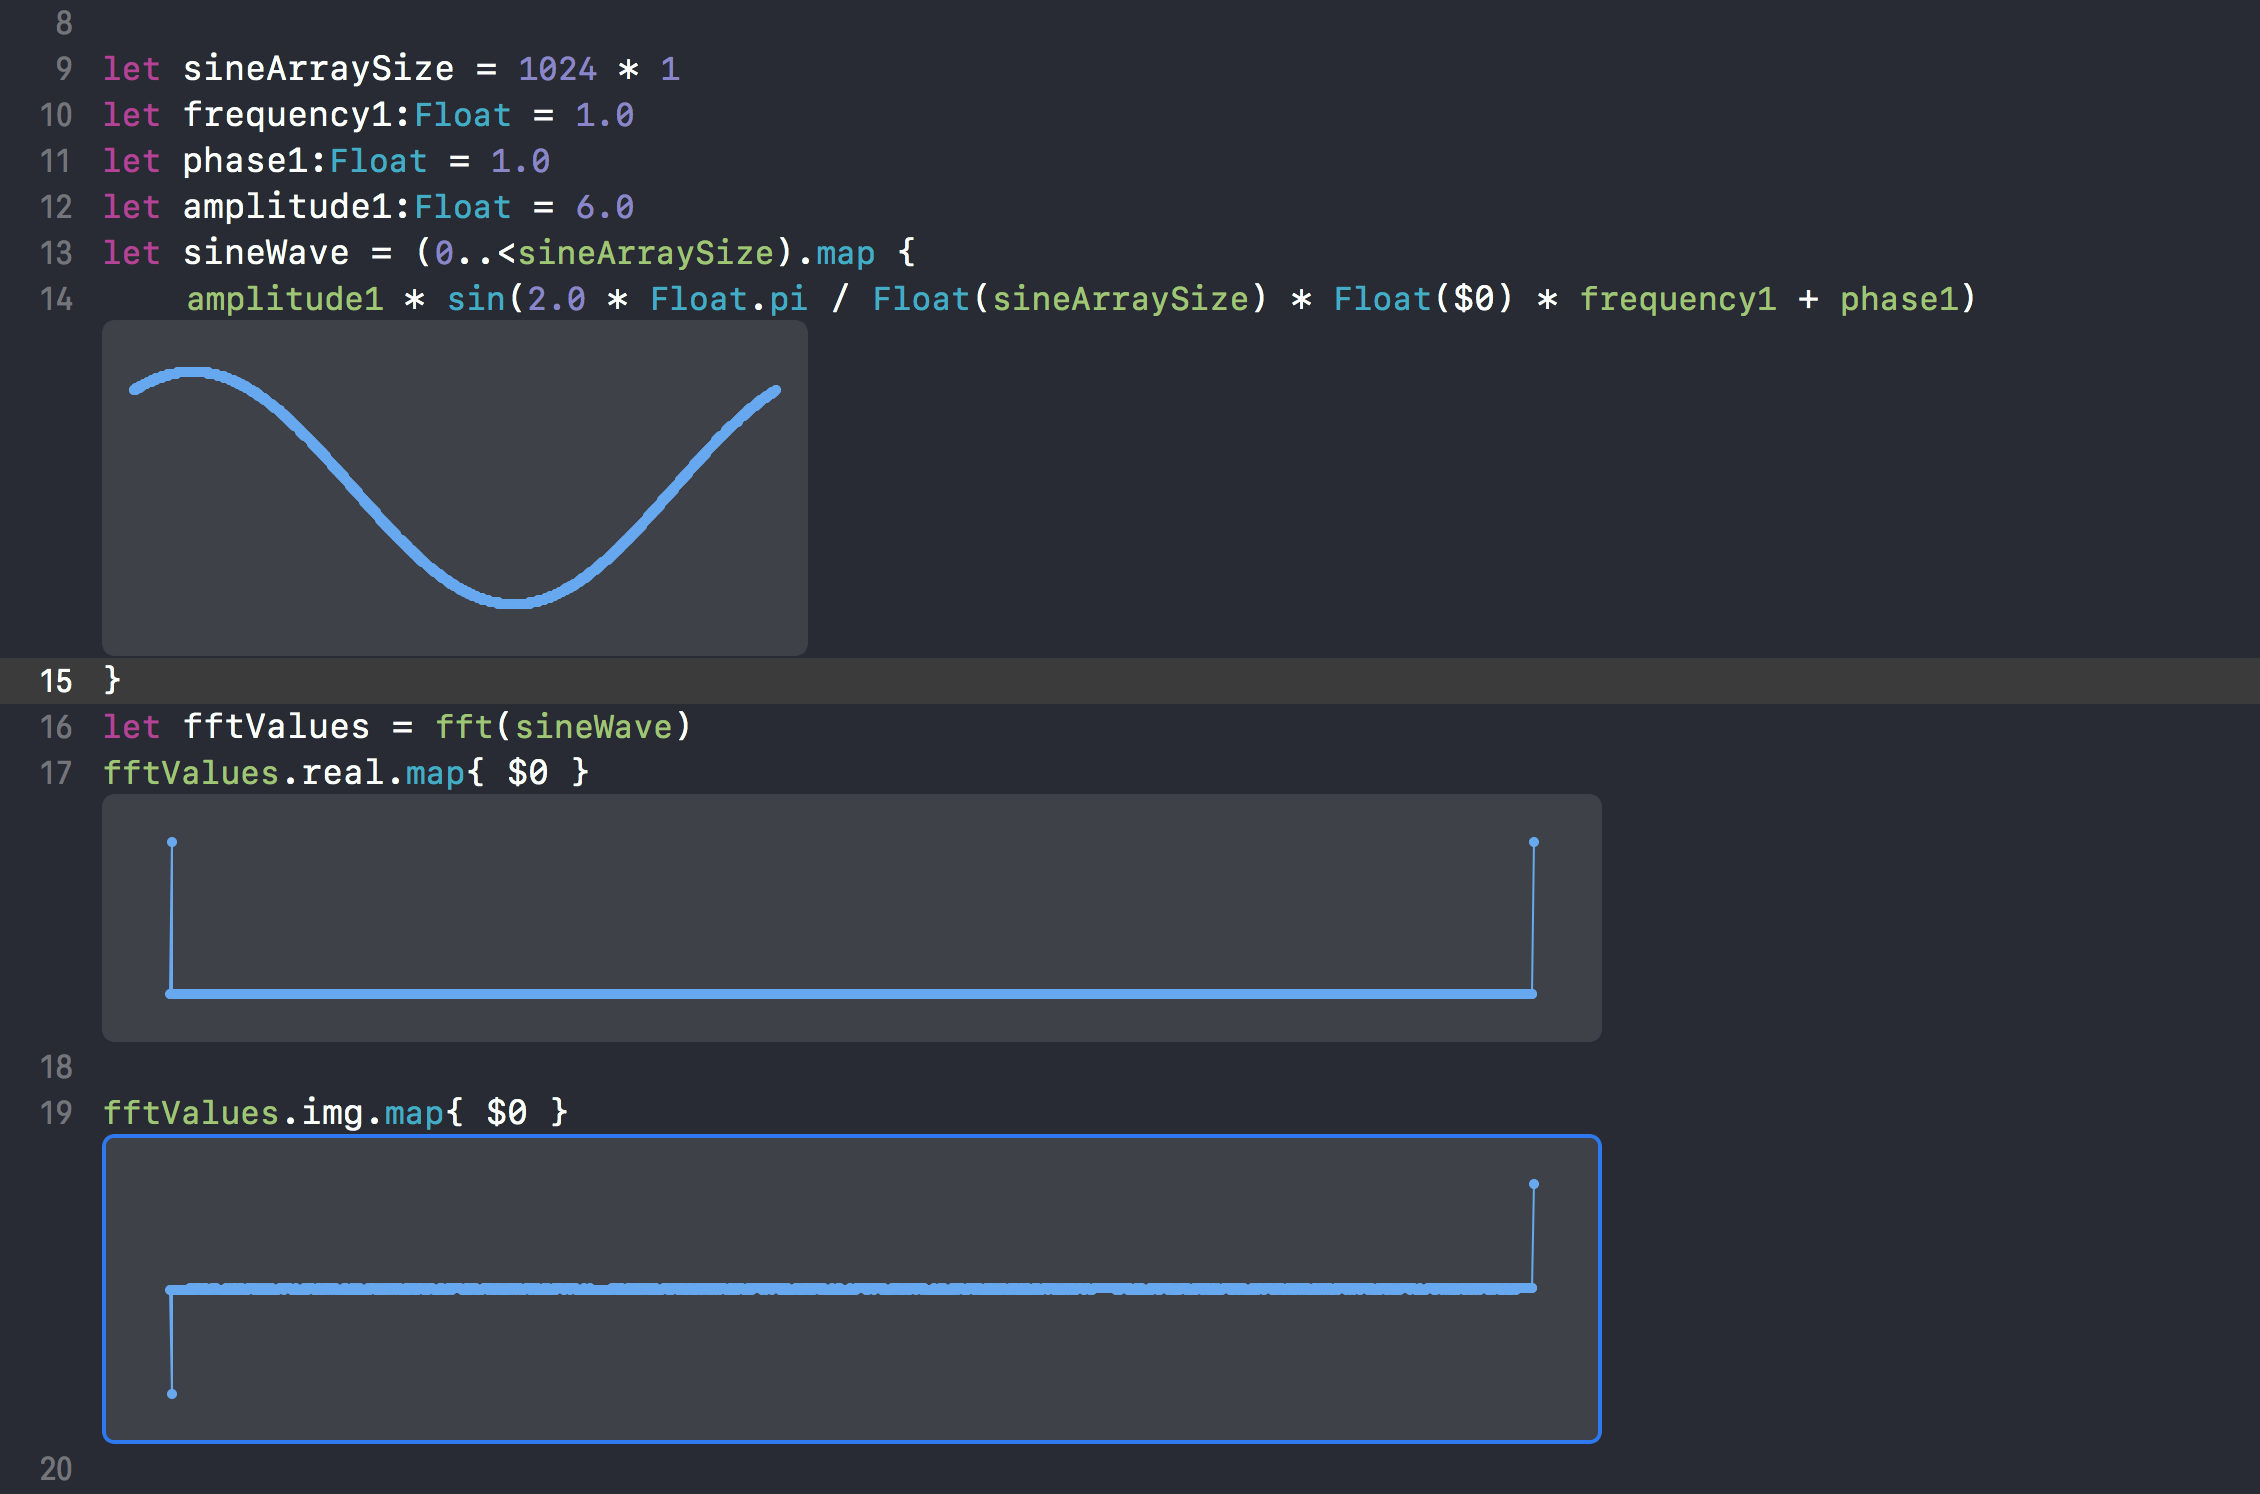 8
9 let sineArraySize = 1024 * 1
10 let frequency1:Float = 1.0
11 let phase1:Float = 1.0
12 let amplitude1:Float = 6.0
13 let sineWave = (0..<sineArraySize).map {
14 amplitude1 * sin(2.0 * Float.pi / Float(sineArraySize) * Float($0) * frequency1 + phase1)
15 }
16 let fftValues = fft(sineWave)
17 fftValues.real.map{ $0 }
18
19 fftValues.img.map{ $0 }
20